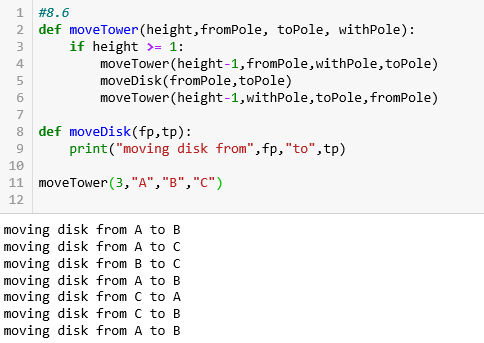 1 #8.6
2 def moveTower(height,fromPole, toPole, withPole):
3     if height >= 1:
4         moveTower(height-1,fromPole,withPole,toPole)
5         moveDisk(fromPole,toPole)
6         moveTower(height-1,withPole,toPole,fromPole)
7
8 def moveDisk(fp,tp):
9     print("moving disk from",fp,"to",tp)
10
11 moveTower(3,"A","B","C")
12
moving disk from A to B
moving disk from A to C
moving disk from B to C
moving disk from A to B
moving disk from C to A
moving disk from C to B
moving disk from A to B